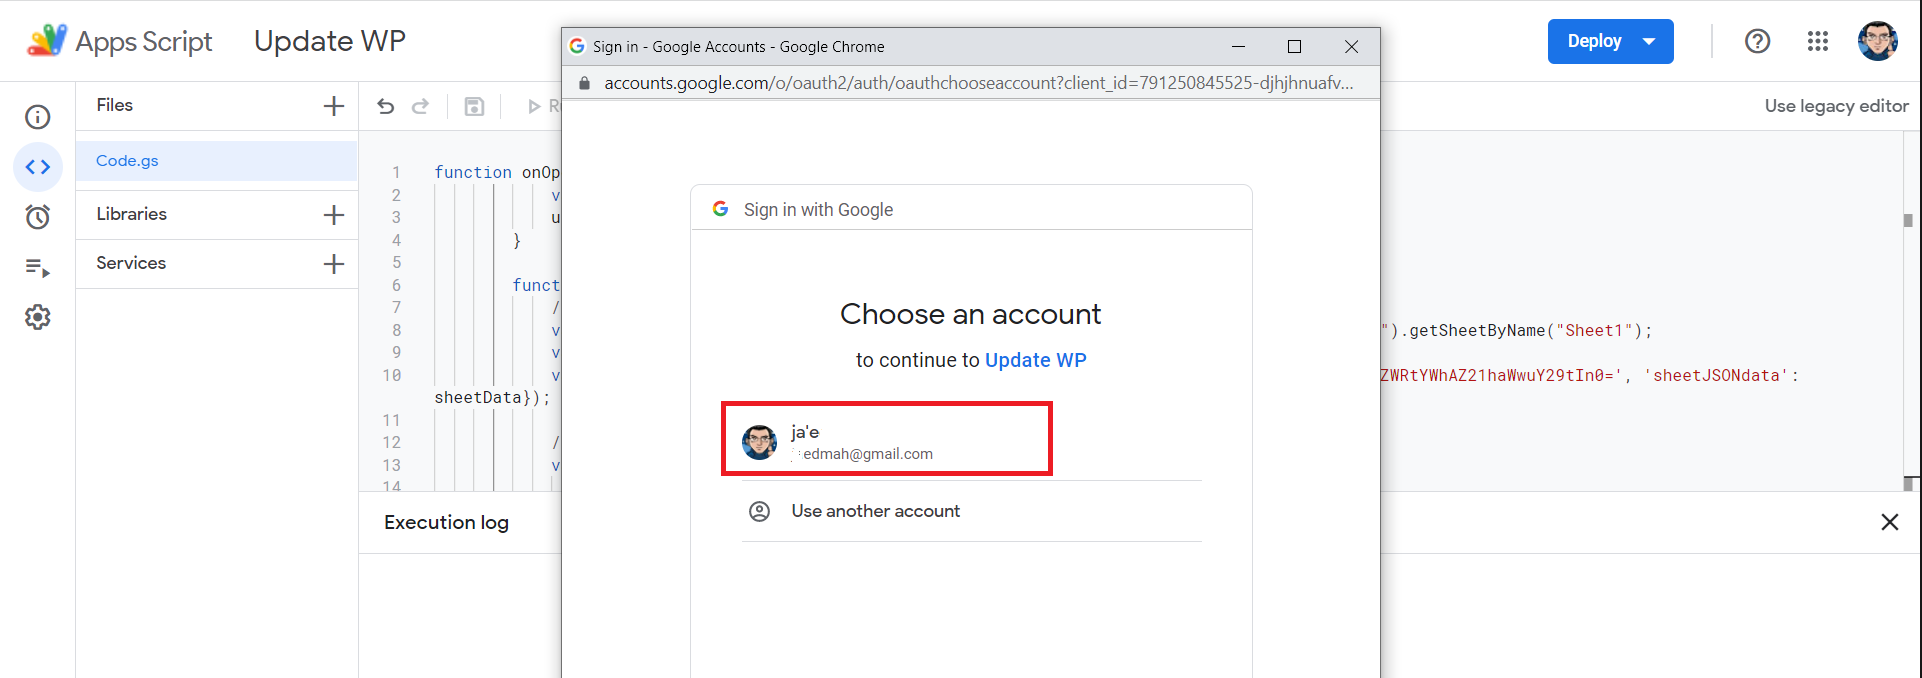 Apps Script
Update WP
Deploy
Use legacy editor
Files
Code.gs
Libraries
Services
1 function onOp
2 v
3 u
4 }
5
6 funct
7 /
8 v
9 v
10 v
sheetData});
11
12 /
13 v
14
").getSheetByName("Sheet1");
ZWRtYWhAZ21haWwuY29tIn0=', 'sheetJSONdata':
Execution log
Sign in - Google Accounts - Google Chrome
accounts.google.com/o/oauth2/auth/oauthchooseaccount?client_id=791250845525-djhjhnuafv...
Sign in with Google
Choose an account
to continue to Update WP
ja'e
edmah@gmail.com
Use another account